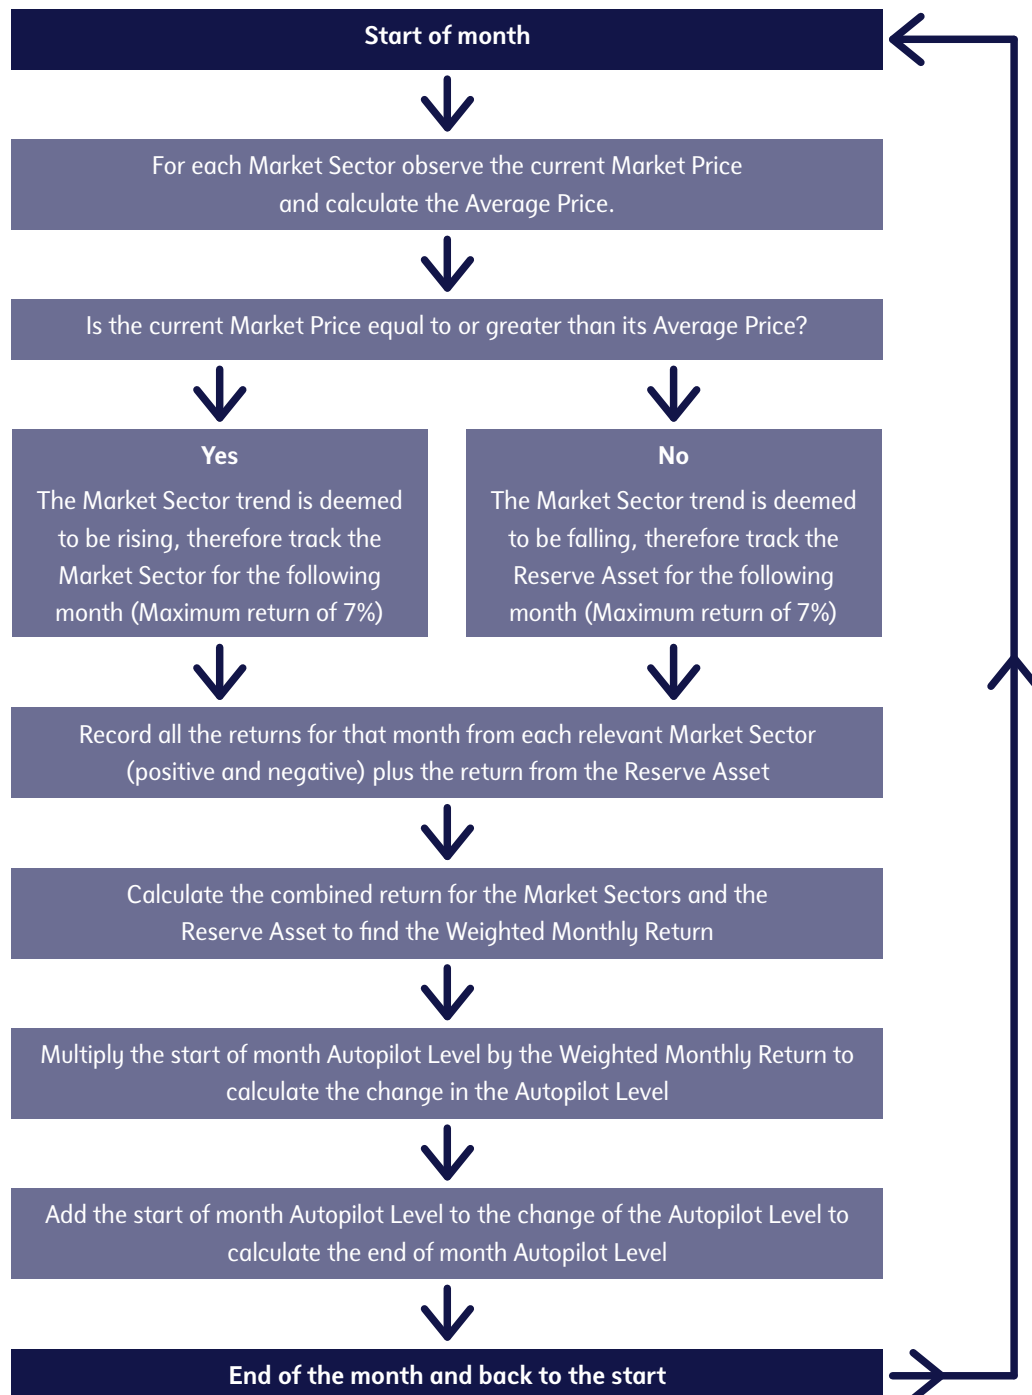 Start of month
For each Market Sector observe the current Market Price
and calculate the Average Price.
Is the current Market Price equal to or greater than its Average Price?
Yes
The Market Sector trend is deemed
to be rising, therefore track the
Market Sector for the following
month (Maximum return of 7%)
No
The Market Sector trend is deemed
to be falling, therefore track the
Reserve Asset for the following
month (Maximum return of 7%)
Record all the returns for that month from each relevant Market Sector
(positive and negative) plus the return from the Reserve Asset
Calculate the combined return for the Market Sectors and the
Reserve Asset to find the Weighted Monthly Return
Multiply the start of month Autopilot Level by the Weighted Monthly Return to
calculate the change in the Autopilot Level
Add the start of month Autopilot Level to the change of the Autopilot Level to
calculate the end of month Autopilot Level
End of the month and back to the start